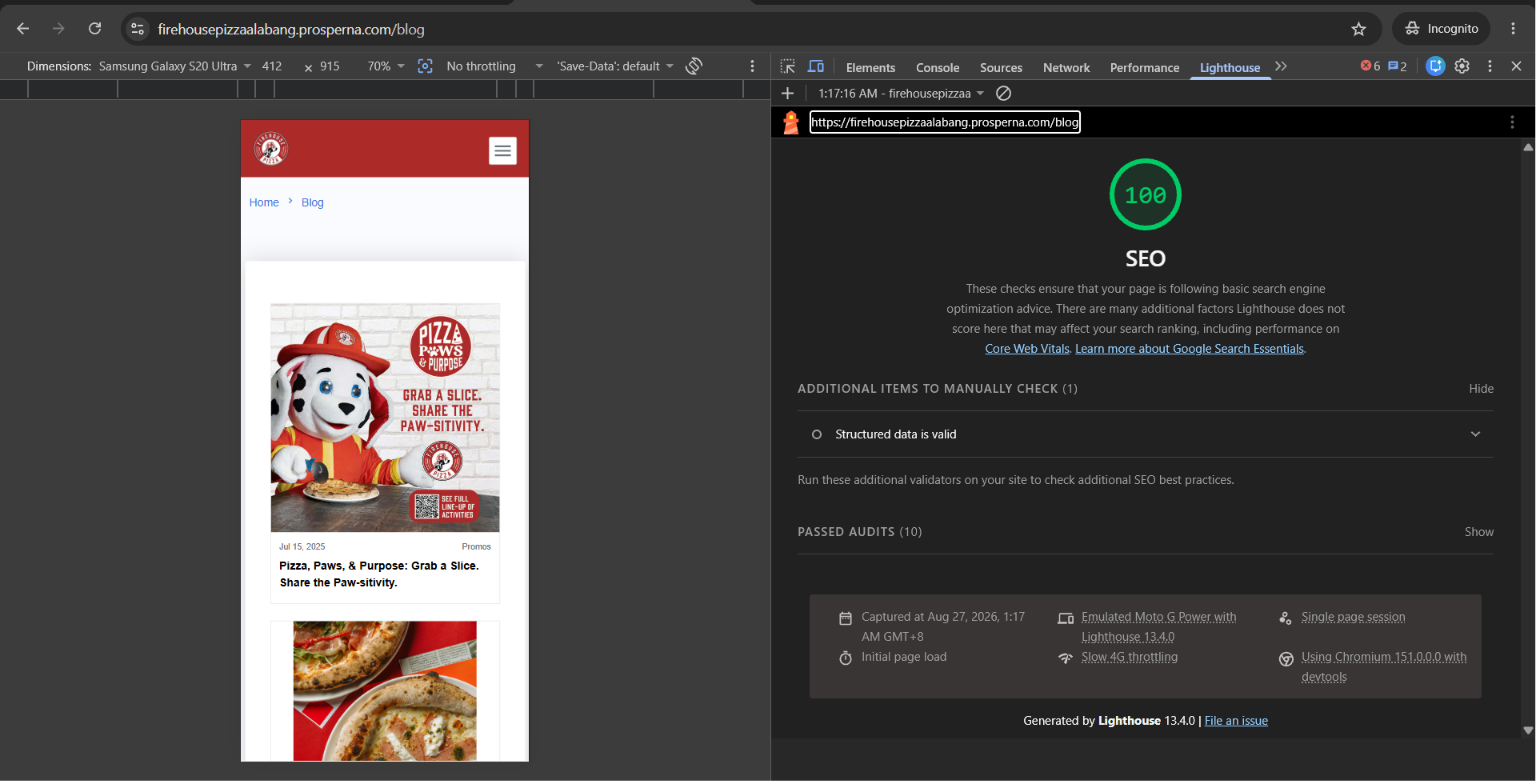 firehousepizzaalabang.prosperna.com/blog
Incognito
Dimensions: Samsung Galaxy S20 Ultra 412 x 915 70% No throttling 'Save-Data': default
Elements Console Sources Network Performance Lighthouse 6 2
1:17:16 AM - firehousepizzaa
https://firehousepizzaalabang.prosperna.com/blog
FIREHOUSE
PIZZA
Home > Blog
PIZZA
PAWS
& PURPOSE
GRAB A SLICE.
SHARE THE
PAW-SITIVITY.
FIREHOUSE
PIZZA
SEE FULL
LINE-UP OF
ACTIVITIES
Jul 15, 2025 Promos
Pizza, Paws, & Purpose: Grab a Slice.
Share the Paw-sitivity.
100
SEO
These checks ensure that your page is following basic search engine
optimization advice. There are many additional factors Lighthouse does not
score here that may affect your search ranking, including performance on
Core Web Vitals. Learn more about Google Search Essentials.
ADDITIONAL ITEMS TO MANUALLY CHECK (1) Hide
Structured data is valid
Run these additional validators on your site to check additional SEO best practices.
PASSED AUDITS (10) Show
Captured at Aug 27, 2026, 1:17
AM GMT+8
Emulated Moto G Power with
Lighthouse 13.4.0
Single page session
Initial page load
Slow 4G throttling
Using Chromium 151.0.0.0 with
devtools
Generated by Lighthouse 13.4.0 | File an issue